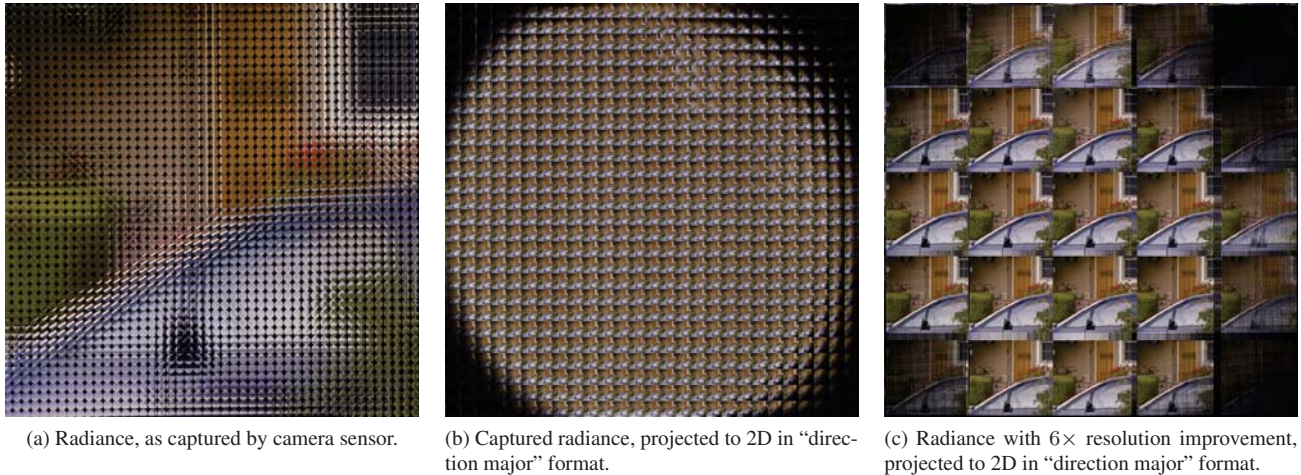 (a) Radiance, as captured by camera sensor.
(b) Captured radiance, projected to 2D in “direc-
tion major” format.
(c) Radiance with 6× resolution improvement,
projected to 2D in “direction major” format.